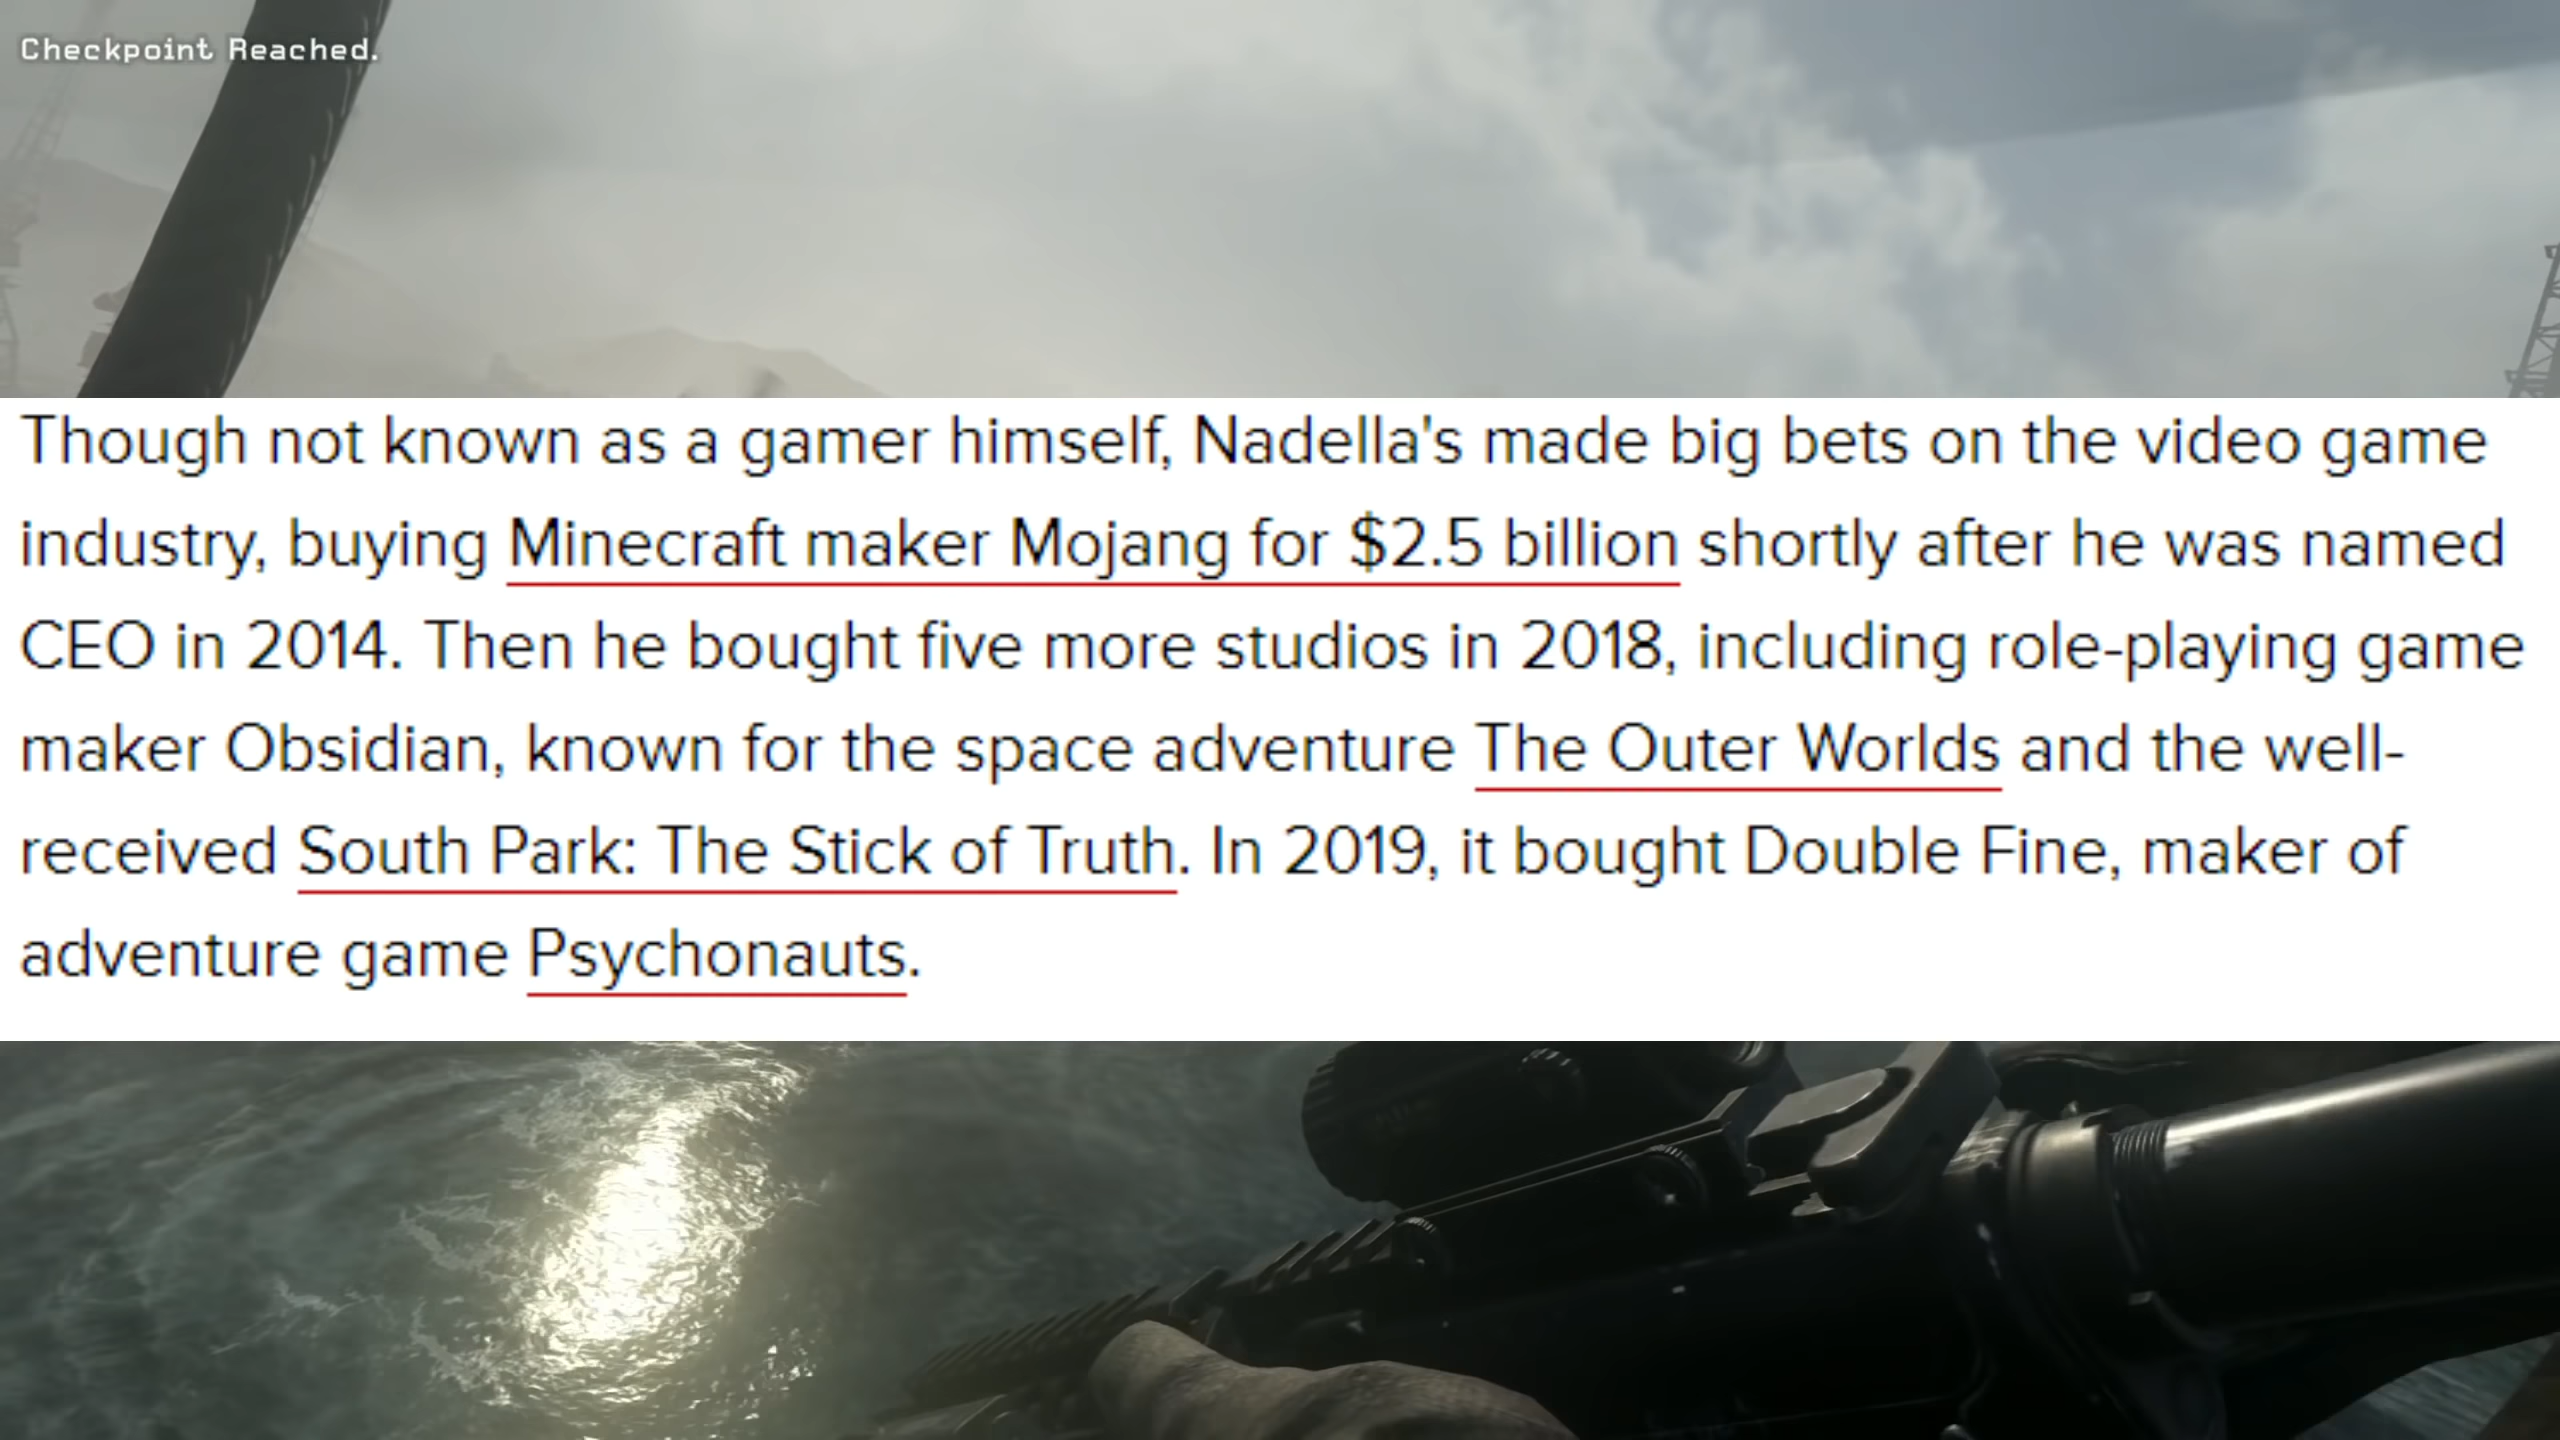 Checkpoint Reached.
Though not known as a gamer himself, Nadella's made big bets on the video game
industry, buying Minecraft maker Mojang for $2.5 billion shortly after he was named
CEO in 2014. Then he bought five more studios in 2018, including role-playing game
maker Obsidian, known for the space adventure The Outer Worlds and the well-
received South Park: The Stick of Truth. In 2019, it bought Double Fine, maker of
adventure game Psychonauts.